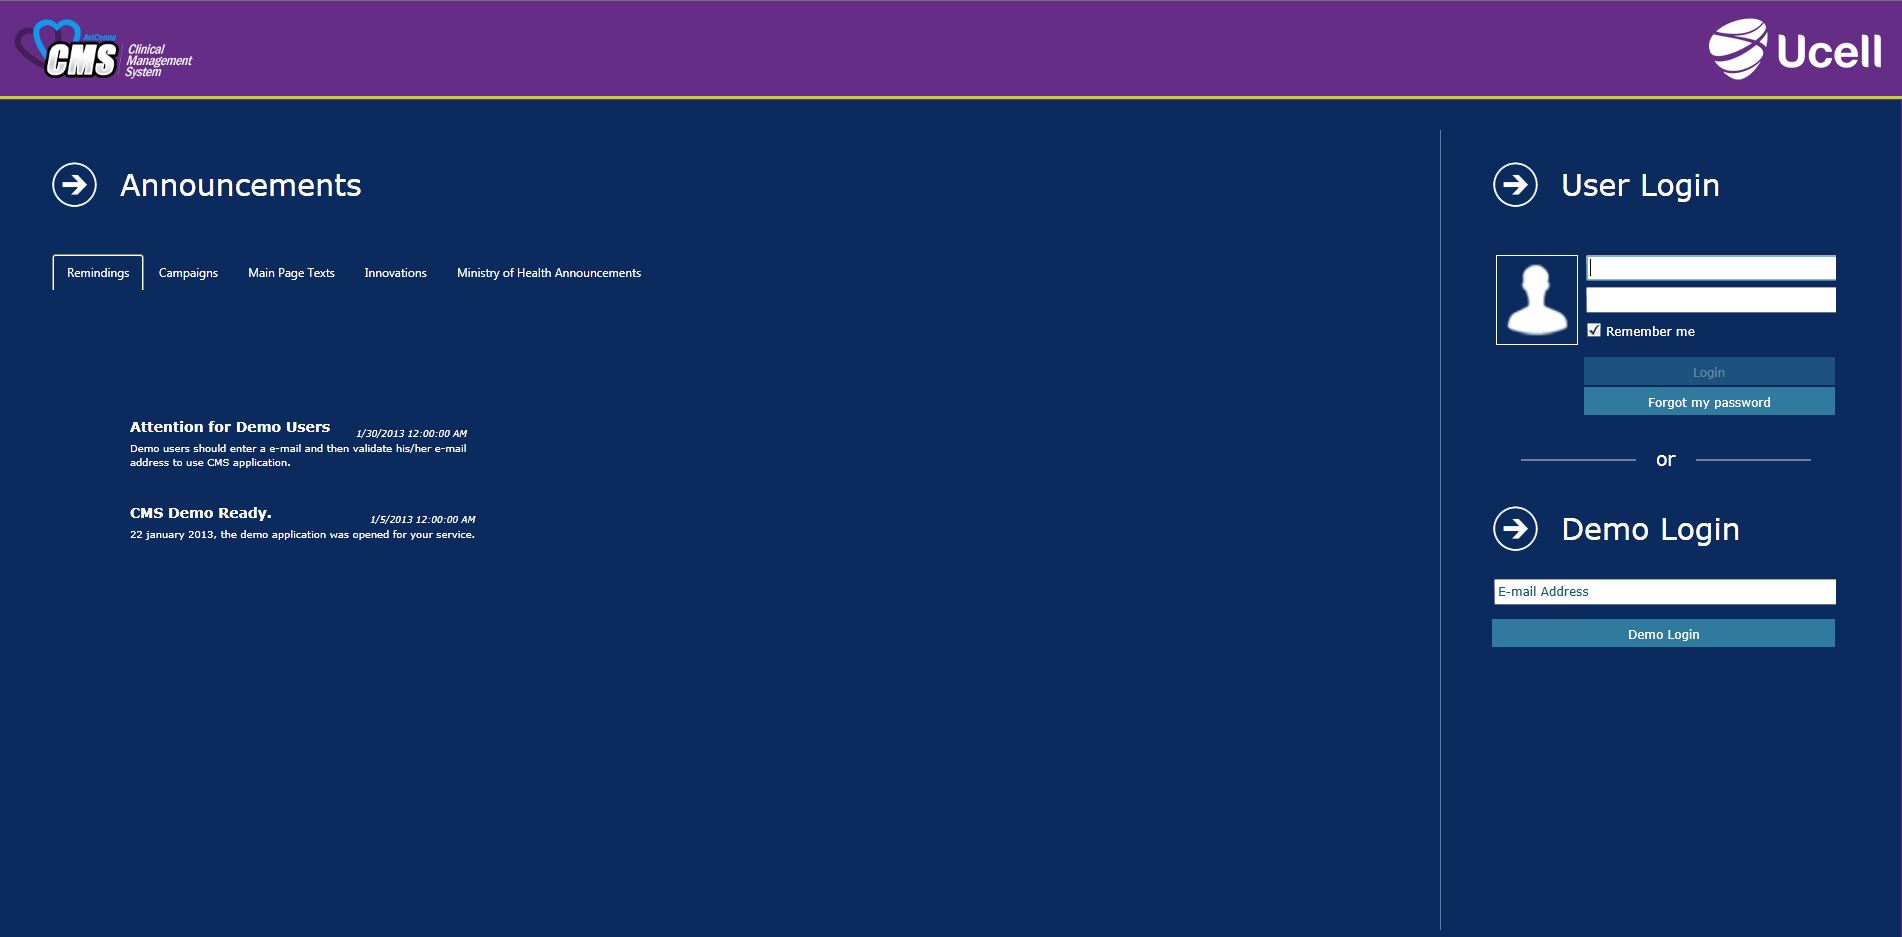 AviCenna
CMS
Clinical
Management
System
Ucell
Announcements
Remindings
Campaigns
Main Page Texts
Innovations
Ministry of Health Announcements
Attention for Demo Users
1/30/2013 12:00:00 AM
Demo users should enter a e-mail and then validate his/her e-mail
address to use CMS application.
CMS Demo Ready.
1/5/2013 12:00:00 AM
22 january 2013, the demo application was opened for your service.
User Login
Remember me
Login
Forgot my password
or
Demo Login
E-mail Address
Demo Login